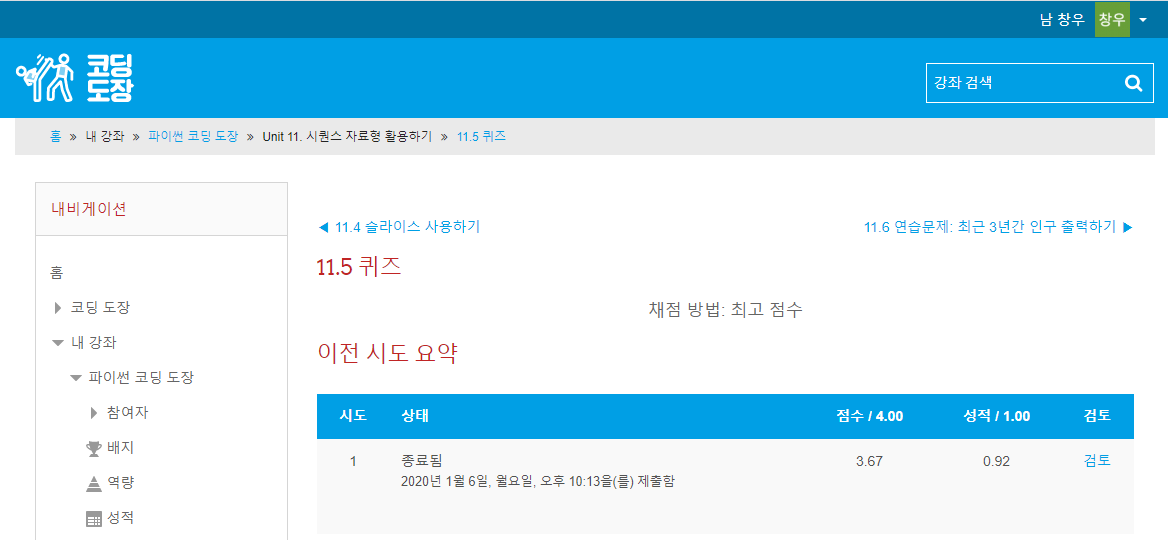 남 창우 창우
코딩
도장
강좌 검색
홈 » 내 강좌 » 파이썬 코딩 도장 » Unit 11. 시퀀스 자료형 활용하기 » 11.5 퀴즈
내비게이션
홈
코딩 도장
내 강좌
파이썬 코딩 도장
참여자
배지
역량
성적
◀ 11.4 슬라이스 사용하기
11.6 연습문제: 최근 3년간 인구 출력하기 ▶
11.5 퀴즈
채점 방법: 최고 점수
이전 시도 요약
시도 상태 점수 / 4.00 성적 / 1.00 검토
1 종료됨 3.67 0.92 검토
2020년 1월 6일, 월요일, 오후 10:13을(를) 제출함